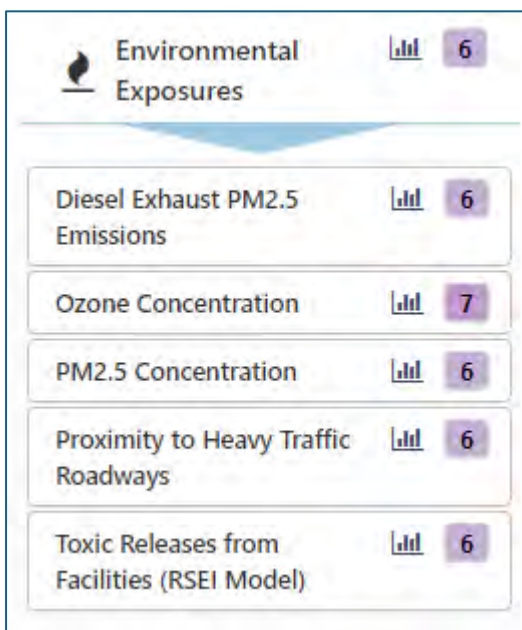 Environmental 6
Exposures
Diesel Exhaust PM2.5 6
Emissions
Ozone Concentration 7
PM2.5 Concentration 6
Proximity to Heavy Traffic 6
Roadways
Toxic Releases from 6
Facilities (RSEI Model)